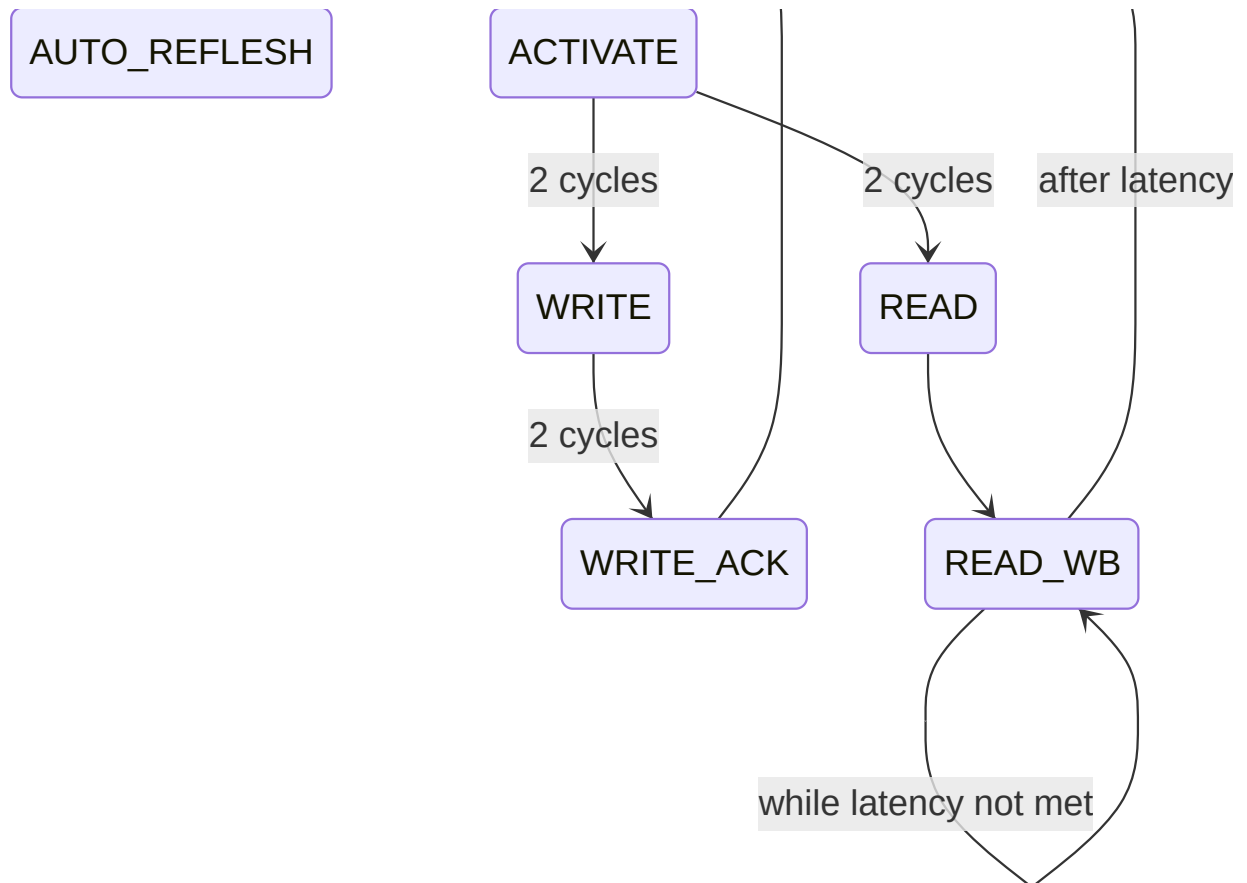 AUTO_REFLESH
ACTIVATE
2 cycles
2 cycles
after latency
WRITE
READ
2 cycles
WRITE_ACK
READ_WB
while latency not met